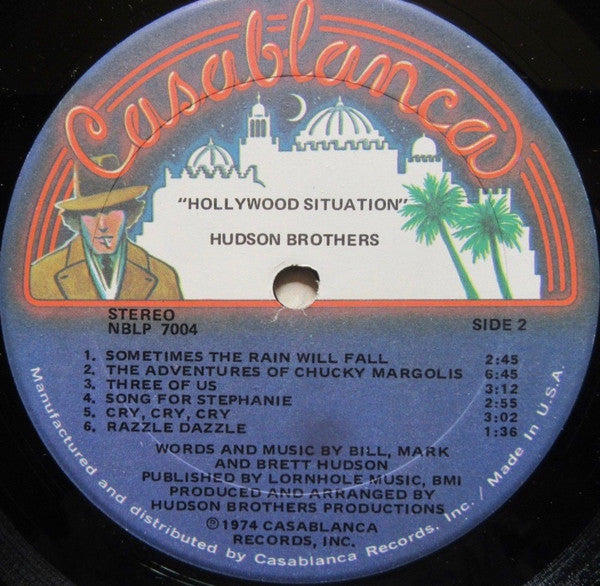 Casablanca
"HOLLYWOOD SITUATION"
HUDSON BROTHERS
STEREO
NBLP 7004
SIDE 2
1. SOMETIMES THE RAIN WILL FALL 2:45
2. THE ADVENTURES OF CHUCKY MARGOLIS 6:45
3. THREE OF US 3:12
4. SONG FOR STEPHANIE 2:55
5. CRY, CRY, CRY 3:02
6. RAZZLE DAZZLE 1:36
WORDS AND MUSIC BY BILL, MARK
AND BRETT HUDSON
PUBLISHED BY LORNHOLE MUSIC, BMI
PRODUCED AND ARRANGED BY
HUDSON BROTHERS PRODUCTIONS
℗1974 CASABLANCA
RECORDS, INC.
Manufactured and distributed by Casablanca Records, Inc. / Made In U.S.A.